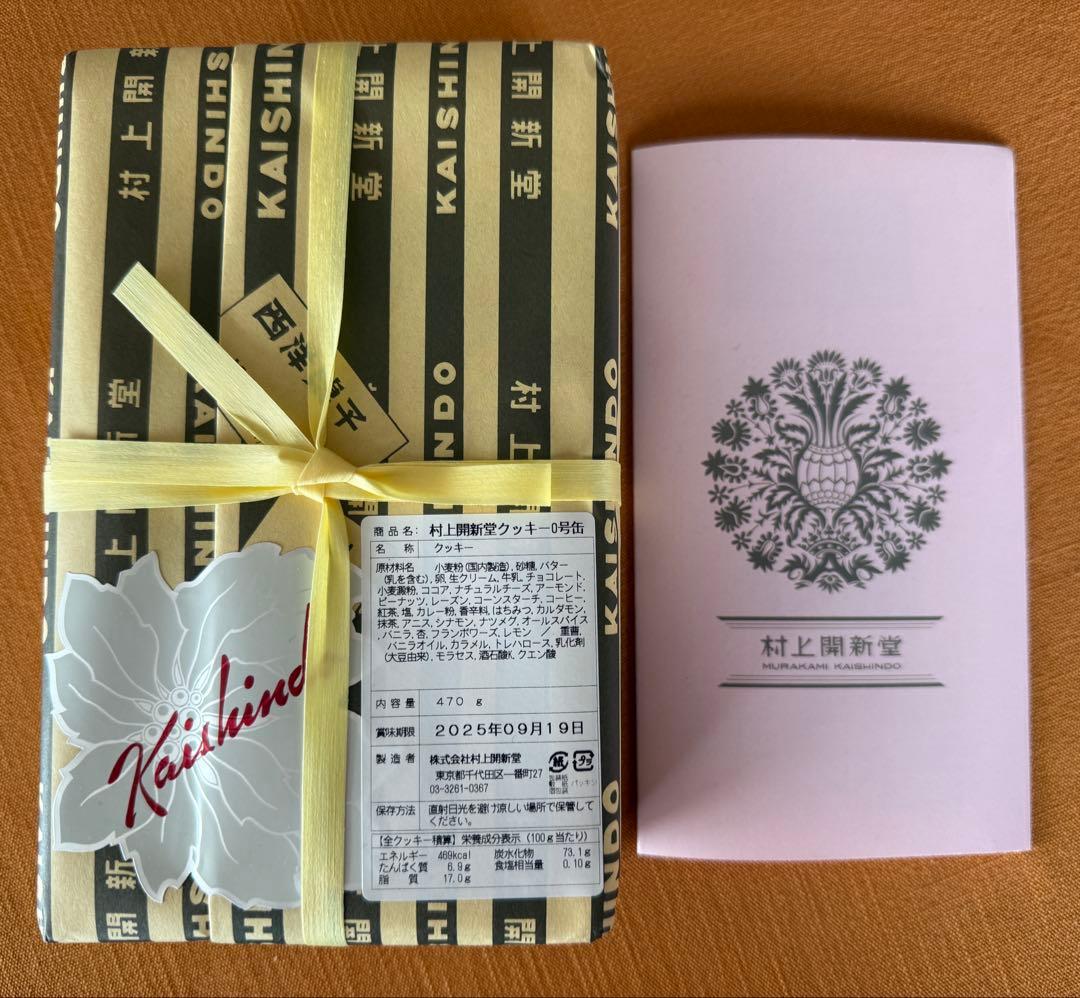 村上開新
KAISHINDO
KAISHIN
上開新堂
KAISHIN
上開新堂
西洋菓子
KAISHINDO
村上
Kaishind
商品名： 村上開新堂クッキー0号缶
名　称 クッキー
原材料名 小麦粉(国内製造)、砂糖、バター
(乳を含む)、卵、生クリーム、牛乳、チョコレート、
小麦澱粉、ココア、ナチュラルチーズ、アーモンド、
ピーナッツ、レーズン、コーンスターチ、コーヒー、
紅茶、塩、カレー粉、香辛料、はちみつ、カルダモン、
抹茶、アニス、シナモン、ナツメグ、オールスパイス
、バニラ、杏、フランボワーズ、レモン ／ 重曹、
バニラオイル、カラメル、トレハロース、乳化剤
(大豆由来)、モラセス、酒石酸K、クエン酸
内容量 470 g
賞味期限 2025年09月19日
製造者 株式会社村上開新堂
東京都千代田区一番町27
03-3261-0367
紙 プラ
保存方法 直射日光を避け涼しい場所で保管して
ください。
【全クッキー積算】栄養成分表示（100g当たり）
エネルギー 469kcal 炭水化物 73.1g
たんぱく質 6.9g 食塩相当量 0.10g
脂　質 17.0g
村上開新堂
MURAKAMI KAISHINDO